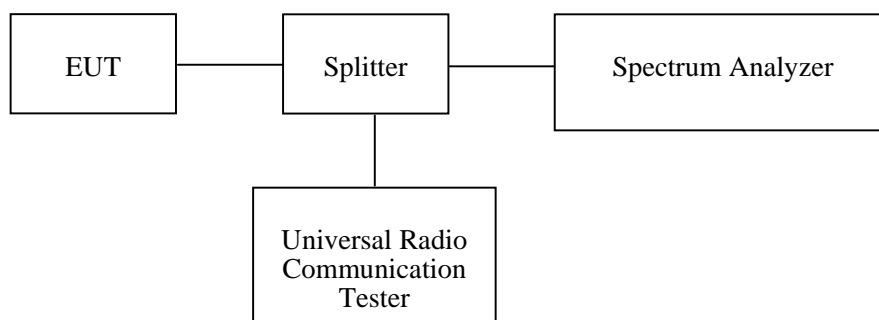 EUT
Splitter
Spectrum Analyzer
Universal Radio
Communication
Tester